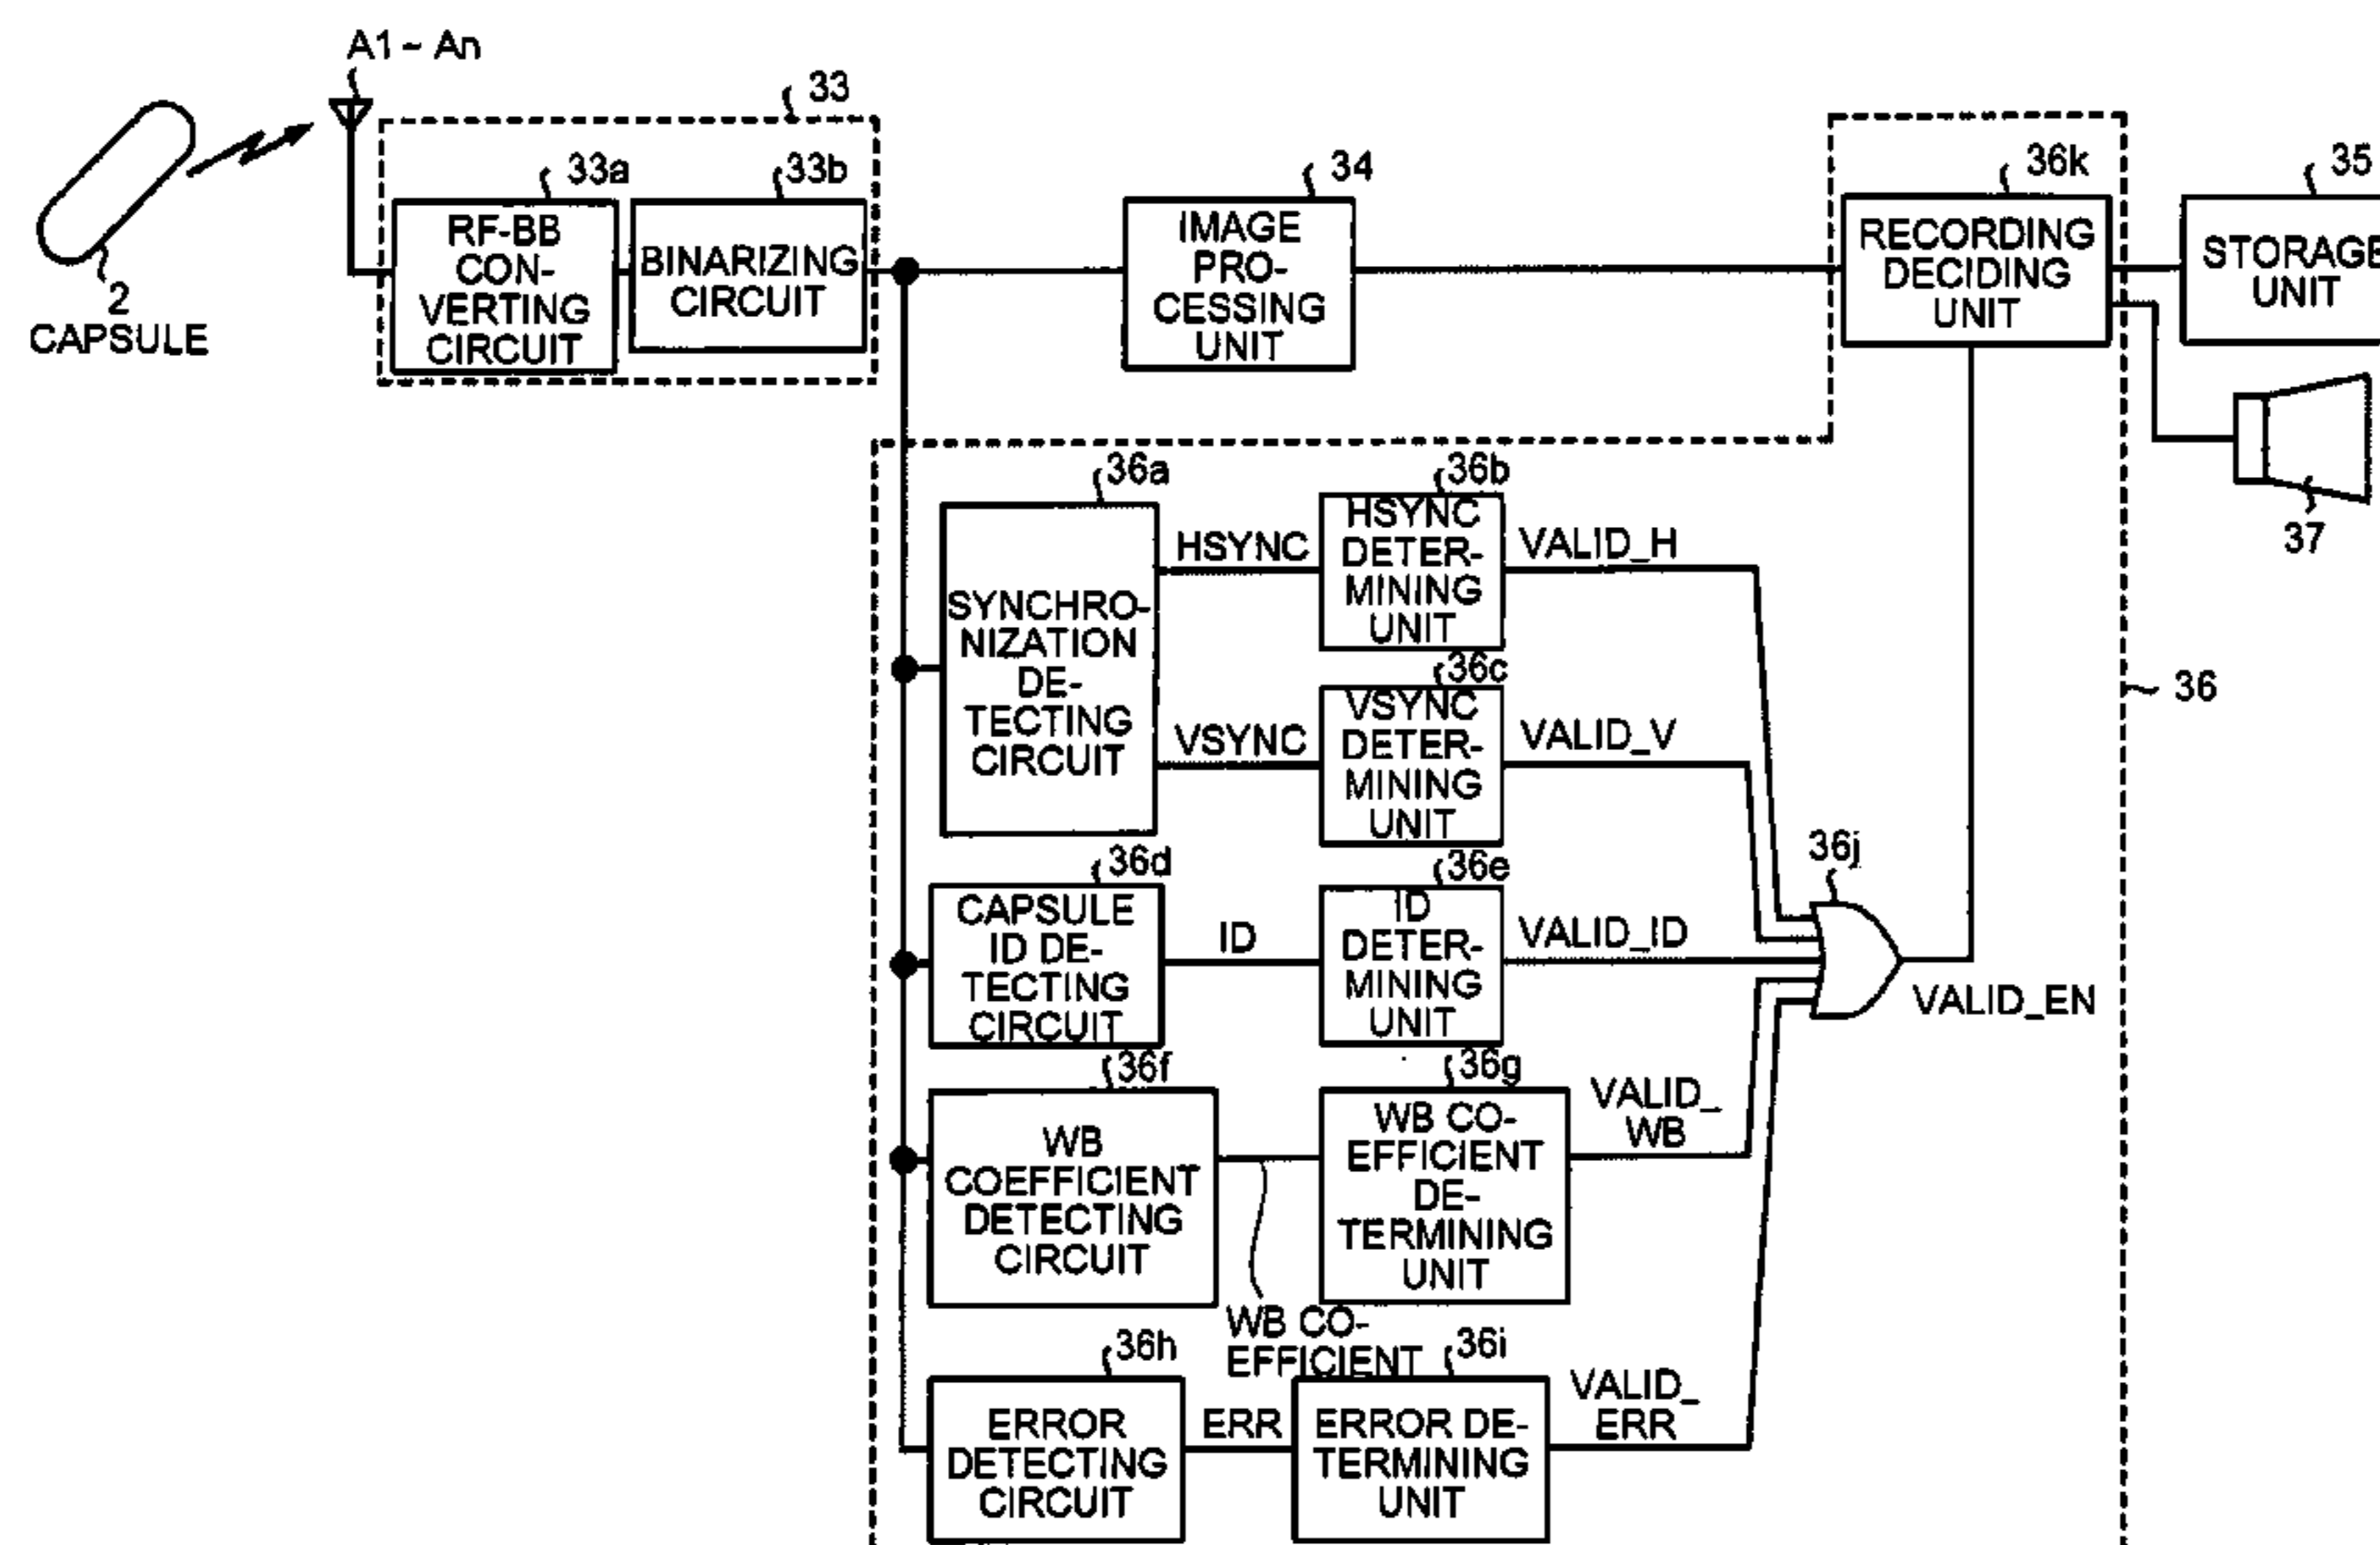 A1 ~ An
33
33a
33b
34
36k
35
RF-BB
CON-
VERTING
CIRCUIT
BINARIZING
CIRCUIT
IMAGE
PRO-
CESSING
UNIT
RECORDING
DECIDING
UNIT
STORAGE
UNIT
2
CAPSULE
37
36a
36b
HSYNC
HSYNC
DETER-
MINING
UNIT
VALID_H
SYNCHRO-
NIZATION
DE-
TECTING
CIRCUIT
36c
VSYNC
VSYNC
DETER-
MINING
UNIT
VALID_V
36
36d
36e
36j
CAPSULE
ID DE-
TECTING
CIRCUIT
ID
ID
DETER-
MINING
UNIT
VALID_ID
VALID_EN
36f
36g
WB
COEFFICIENT
DETECTING
CIRCUIT
WB CO-
EFFICIENT
DE-
TERMINING
UNIT
VALID_
WB
WB CO-
EFFICIENT
36h
36i
ERROR
DETECTING
CIRCUIT
ERR
ERROR DE-
TERMINING
UNIT
VALID_
ERR